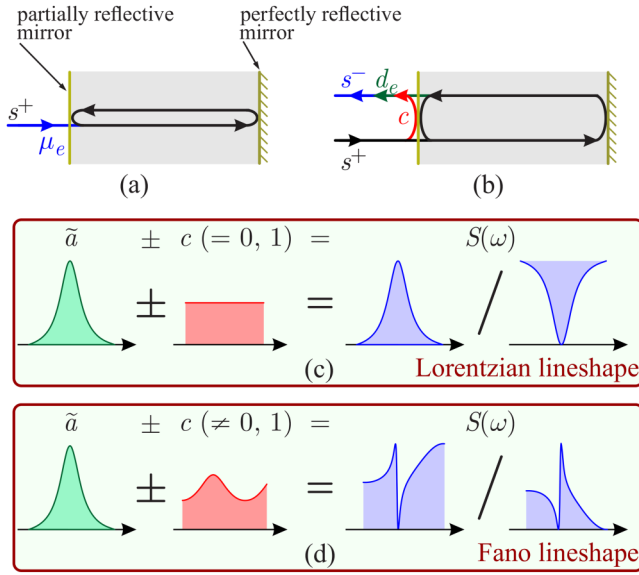 partially reflective
mirror
perfectly reflective
mirror
s⁺
μₑ
(a)
s⁻
dₑ
c
s⁺
(b)
ã ± c (= 0, 1) = S(ω)
± = /
(c)
Lorentzian lineshape
ã ± c (≠ 0, 1) = S(ω)
± = /
(d)
Fano lineshape